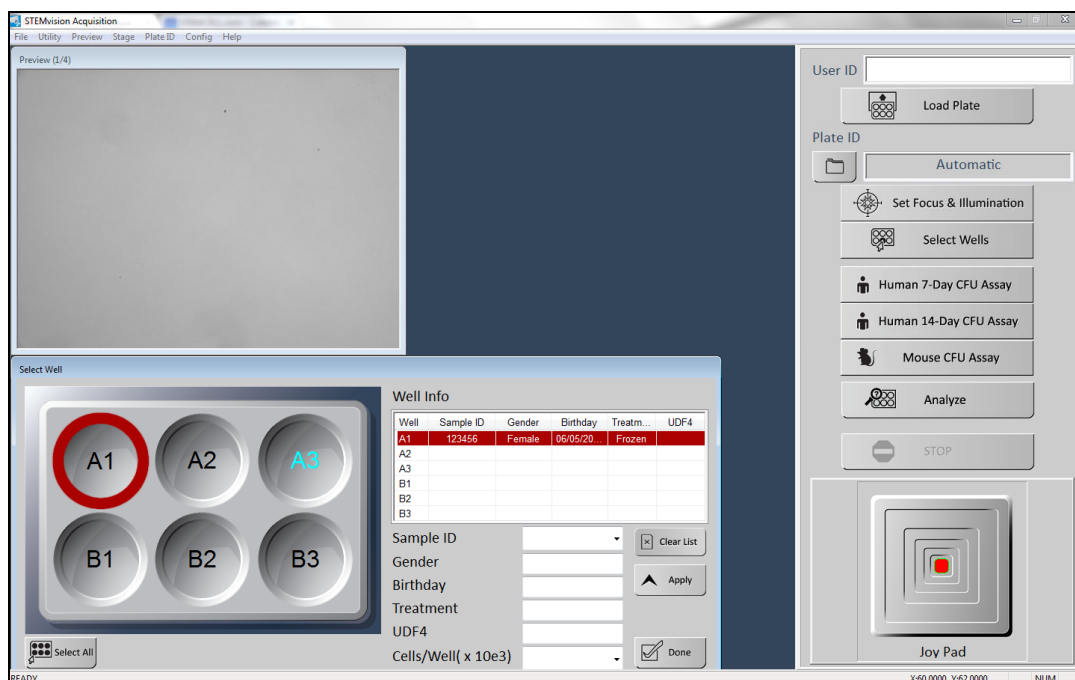 STEMvision Acquisition
File Utility Preview Stage Plate ID Config Help
Preview (1/4)
User ID
Load Plate
Plate ID
Automatic
Set Focus & Illumination
Select Wells
Human 7-Day CFU Assay
Human 14-Day CFU Assay
Mouse CFU Assay
Analyze
STOP
Joy Pad
Select Well
A1 A2 A3
B1 B2 B3
Select All
Well Info
Well Sample ID Gender Birthday Treatm... UDF4
A1 123456 Female 06/05/20... Frozen
A2
A3
B1
B2
B3
Sample ID
Clear List
Gender
Birthday
Apply
Treatment
UDF4
Cells/Well( x 10e3)
Done
READY
X:60.0000 Y:62.0000 NUM